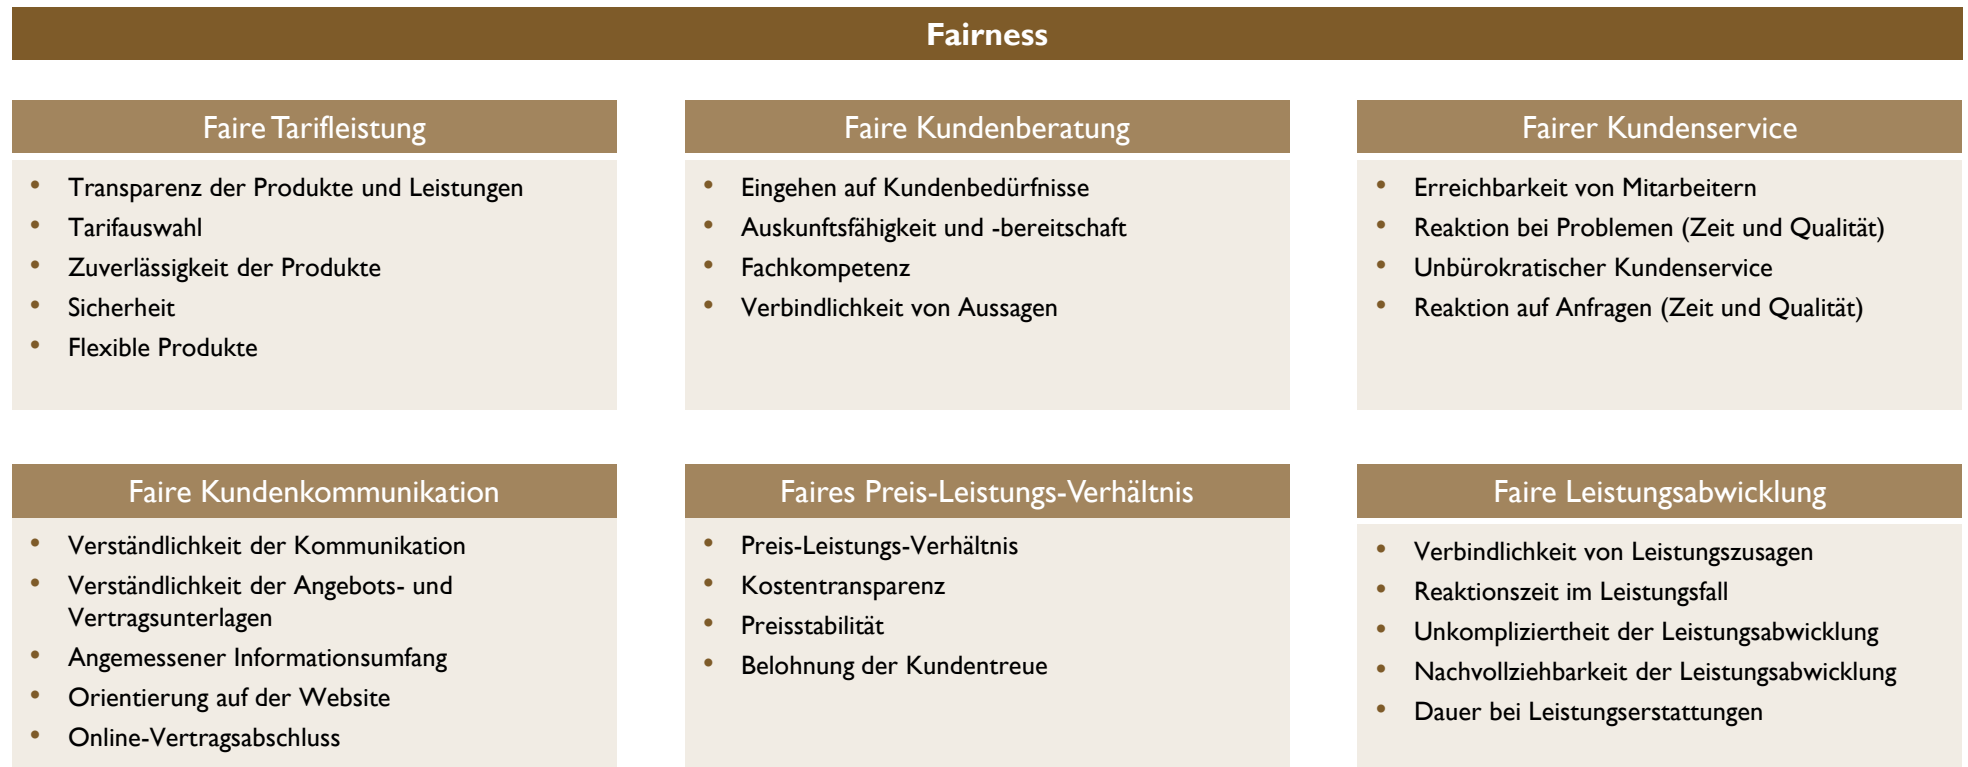 Fairness
Faire Tarifleistung
• Transparenz der Produkte und Leistungen
• Tarifauswahl
• Zuverlässigkeit der Produkte
• Sicherheit
• Flexible Produkte
Faire Kundenberatung
• Eingehen auf Kundenbedürfnisse
• Auskunftsfähigkeit und -bereitschaft
• Fachkompetenz
• Verbindlichkeit von Aussagen
Fairer Kundenservice
• Erreichbarkeit von Mitarbeitern
• Reaktion bei Problemen (Zeit und Qualität)
• Unbürokratischer Kundenservice
• Reaktion auf Anfragen (Zeit und Qualität)
Faire Kundenkommunikation
• Verständlichkeit der Kommunikation
• Verständlichkeit der Angebots- und
Vertragsunterlagen
• Angemessener Informationsumfang
• Orientierung auf der Website
• Online-Vertragsabschluss
Faires Preis-Leistungs-Verhältnis
• Preis-Leistungs-Verhältnis
• Kostentransparenz
• Preisstabilität
• Belohnung der Kundentreue
Faire Leistungsabwicklung
• Verbindlichkeit von Leistungszusagen
• Reaktionszeit im Leistungsfall
• Unkompliziertheit der Leistungsabwicklung
• Nachvollziehbarkeit der Leistungsabwicklung
• Dauer bei Leistungserstattungen